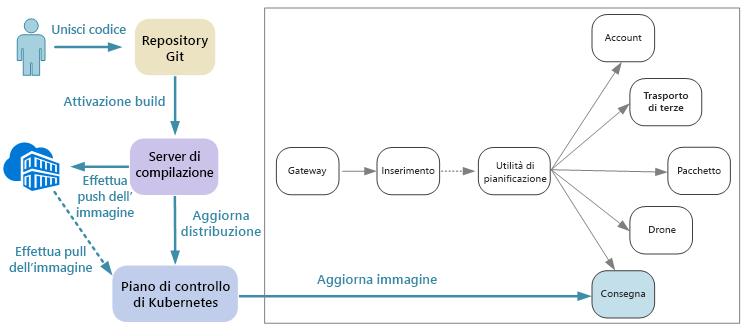 Unisci codice
Repository
Git
Attivazione build
Server di
compilazione
Effettua
push dell'
immagine
Aggiorna
distribuzione
Effettua pull
dell'immagine
Piano di controllo
di Kubernetes
Aggiorna immagine
Gateway
Inserimento
Utilità di
pianificazione
Account
Trasporto
di terze
Pacchetto
Drone
Consegna